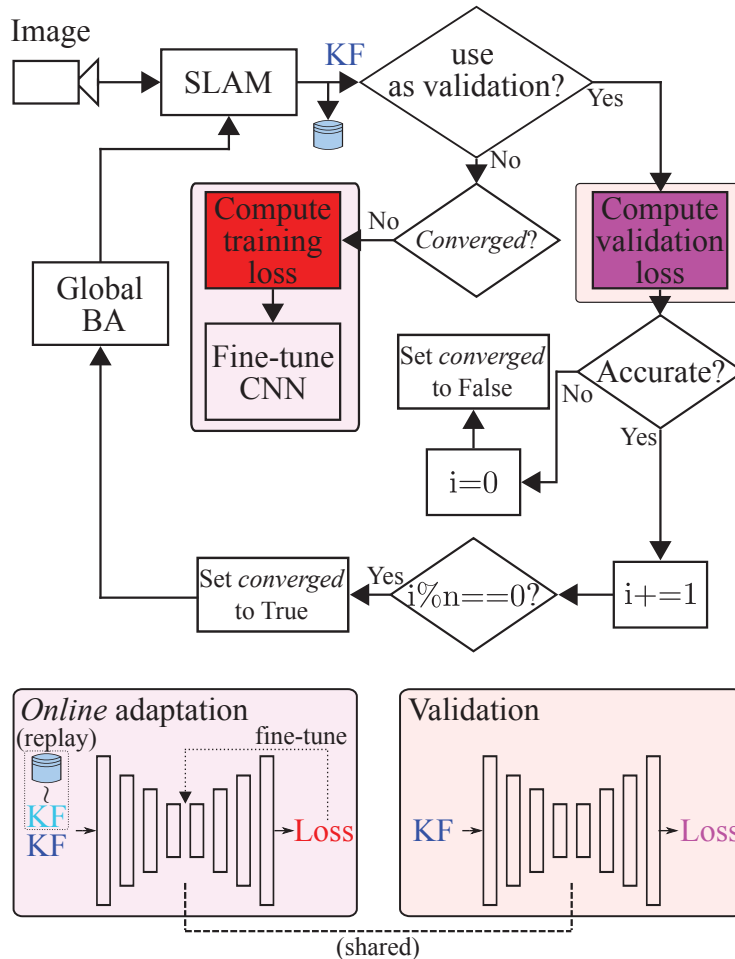 Image
SLAM
KF
use
as validation?
Yes
No
Compute
training
loss
No
Converged?
Compute
validation
loss
Global
BA
Fine-tune
CNN
Set converged
to False
Accurate?
No
Yes
i=0
Set converged
to True
Yes
i%n==0?
i+=1
Online adaptation
(replay)
fine-tune
KF
KF
Loss
Validation
KF
Loss
(shared)